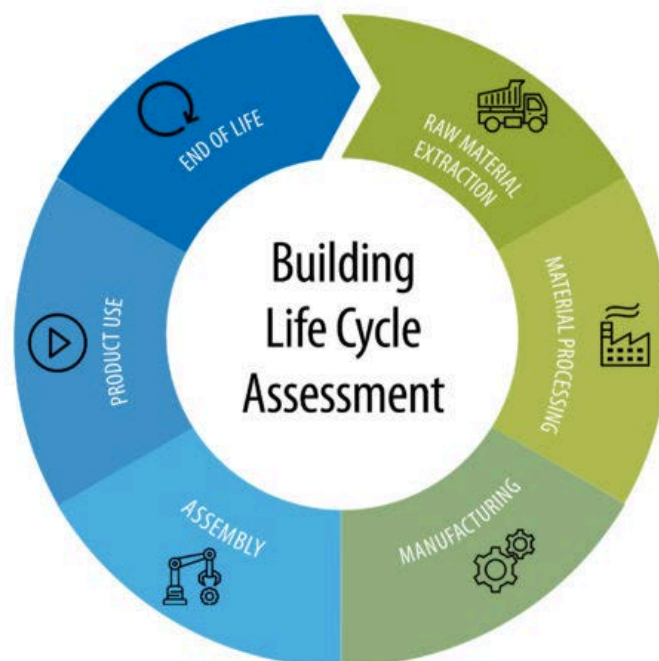 Building
Life Cycle
Assessment
RAW MATERIAL
EXTRACTION
MATERIAL PROCESSING
MANUFACTURING
ASSEMBLY
PRODUCT USE
END OF LIFE